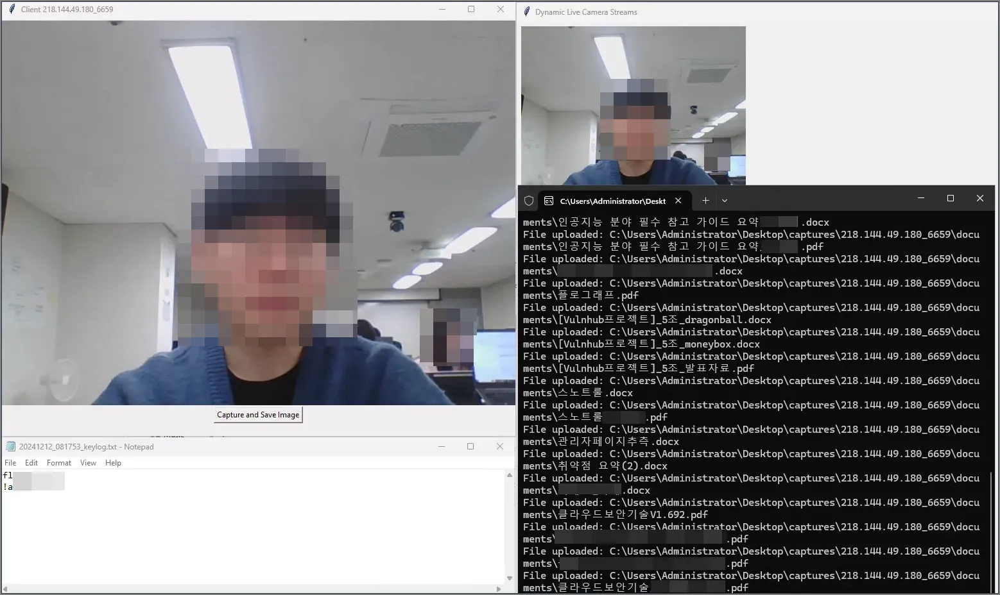 Client 218.144.49.180_6659
Capture and Save Image
20241212_081753_keylog.txt - Notepad
File Edit Format View Help
fl
!a
Dynamic Live Camera Streams
C:\Users\Administrator\Deskt
ments\인공지능 분야 필수 참고 가이드 요약 .docx
File uploaded: C:\Users\Administrator\Desktop\captures\218.144.49.180_6659\docu
ments\인공지능 분야 필수 참고 가이드 요약 .pdf
File uploaded: C:\Users\Administrator\Desktop\captures\218.144.49.180_6659\docu
ments\ .docx
File uploaded: C:\Users\Administrator\Desktop\captures\218.144.49.180_6659\docu
ments\플로그래프.pdf
File uploaded: C:\Users\Administrator\Desktop\captures\218.144.49.180_6659\docu
ments\[Vulnhub프로젝트]_5조_dragonball.docx
File uploaded: C:\Users\Administrator\Desktop\captures\218.144.49.180_6659\docu
ments\[Vulnhub프로젝트]_5조_moneybox.docx
File uploaded: C:\Users\Administrator\Desktop\captures\218.144.49.180_6659\docu
ments\[Vulnhub프로젝트]_5조_발표자료.pdf
File uploaded: C:\Users\Administrator\Desktop\captures\218.144.49.180_6659\docu
ments\스노트룰.docx
File uploaded: C:\Users\Administrator\Desktop\captures\218.144.49.180_6659\docu
ments\스노트룰 .pdf
File uploaded: C:\Users\Administrator\Desktop\captures\218.144.49.180_6659\docu
ments\관리자페이지추측.docx
File uploaded: C:\Users\Administrator\Desktop\captures\218.144.49.180_6659\docu
ments\취약점 요약(2).docx
File uploaded: C:\Users\Administrator\Desktop\captures\218.144.49.180_6659\docu
ments\ .docx
File uploaded: C:\Users\Administrator\Desktop\captures\218.144.49.180_6659\docu
ments\클라우드보안기술V1.692.pdf
File uploaded: C:\Users\Administrator\Desktop\captures\218.144.49.180_6659\docu
ments\ .pdf
File uploaded: C:\Users\Administrator\Desktop\captures\218.144.49.180_6659\docu
ments\ .pdf
File uploaded: C:\Users\Administrator\Desktop\captures\218.144.49.180_6659\docu
ments\클라우드보안기술 .pdf